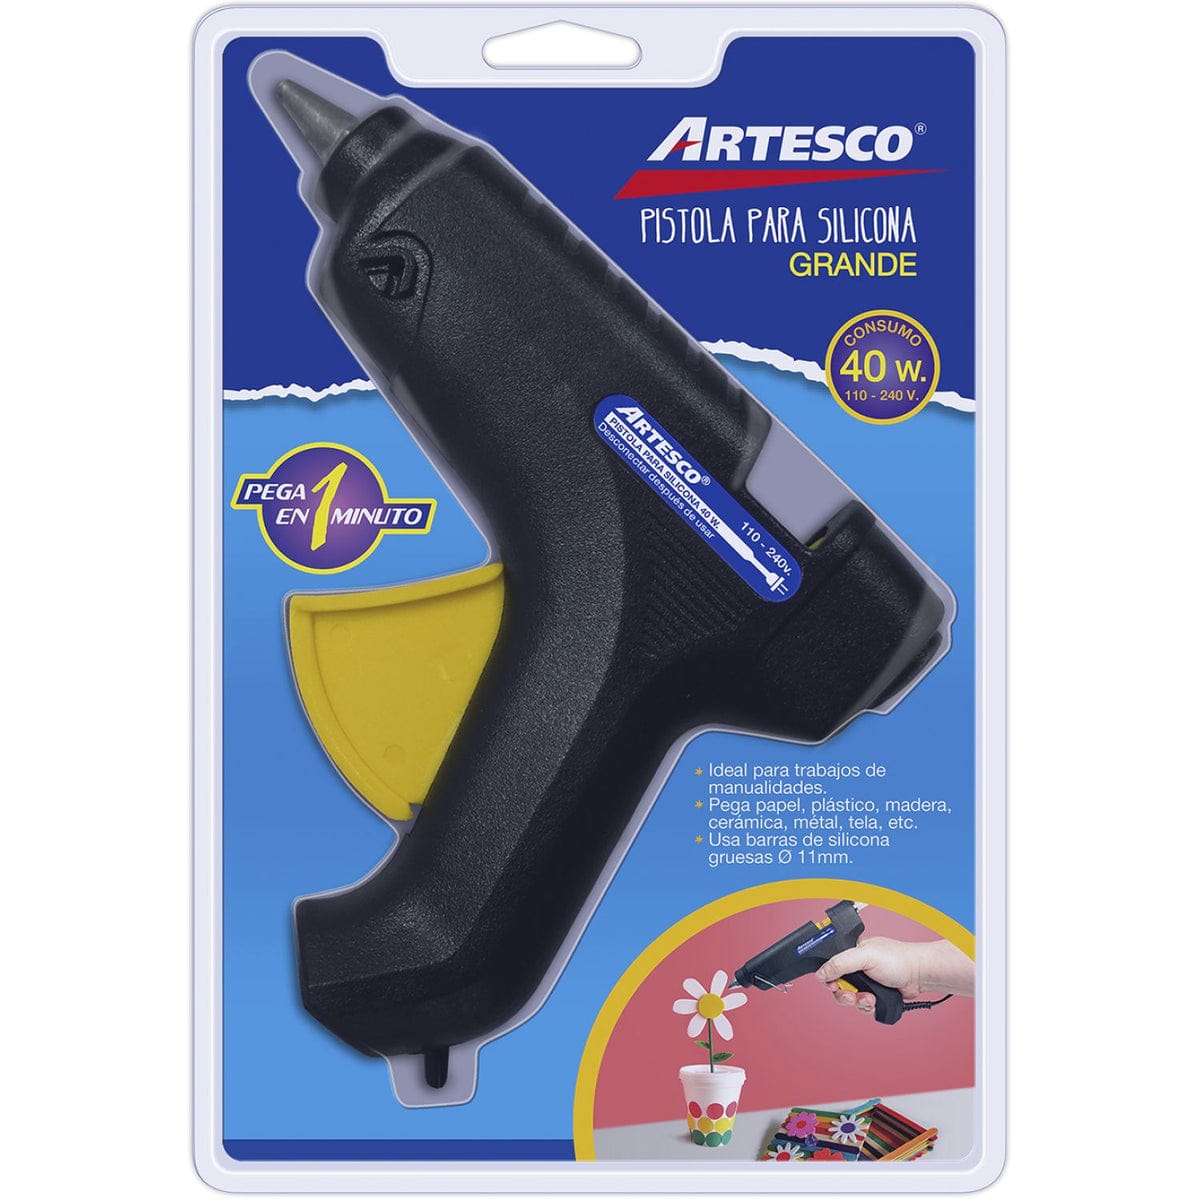 ARTESCO®
PISTOLA PARA SILICONA
GRANDE
CONSUMO
40 w.
110 - 240 V.
PEGA 1
EN MINUTO
ARTESCO®
PISTOLA PARA SILICONA 40 W.
Desconectar después de usar
110 - 240v.
* Ideal para trabajos de
manualidades.
* Pega papel, plástico, madera,
cerámica, métal, tela, etc.
* Usa barras de silicona
gruesas Ø 11mm.
ARTESCO